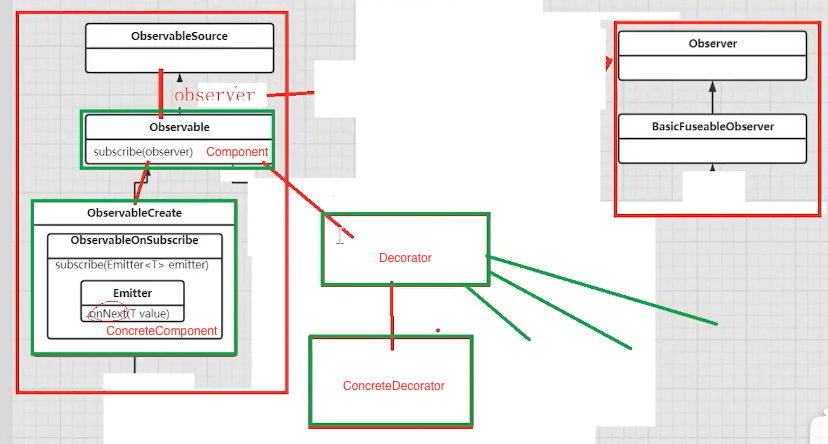 ObservableSource
observer
Observable
subscribe(observer) Component
ObservableCreate
ObservableOnSubscribe
subscribe(Emitter<T> emitter)
Emitter
onNext(T value)
ConcreteComponent
Decorator
ConcreteDecorator
Observer
BasicFuseableObserver